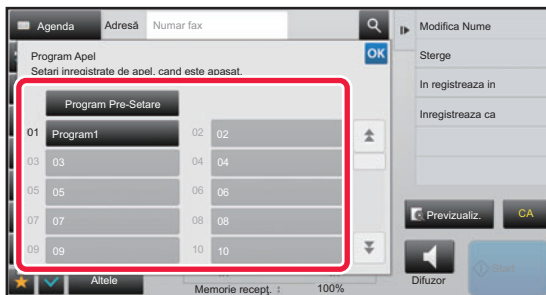 Agenda
Adresă
Numar fax
Program Apel
Setari inregistrate de apel, cand este apasat.
OK
Program Pre-Setare
01 Program1
02 02
03 03
04 04
05 05
06 06
07 07
08 08
09 09
10 10
Altele
Memorie recepţ. : 100%
Modifica Nume
Sterge
In registreaza in
Inregistreaza ca
Previzualiz.
CA
Difuzor
Start